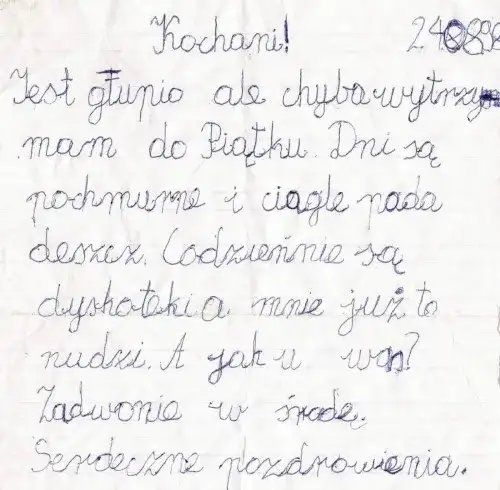 Kochani!
Jest głupio ale chyba wytrzy
mam do Piątku. Dni są
pochmurne i ciągle pada
deszcz. Codziennie są
dyskoteki a mnie już to
nudzi. A jak u was?
Zadwonie w środę.
Serdeczne pozdrowienia.